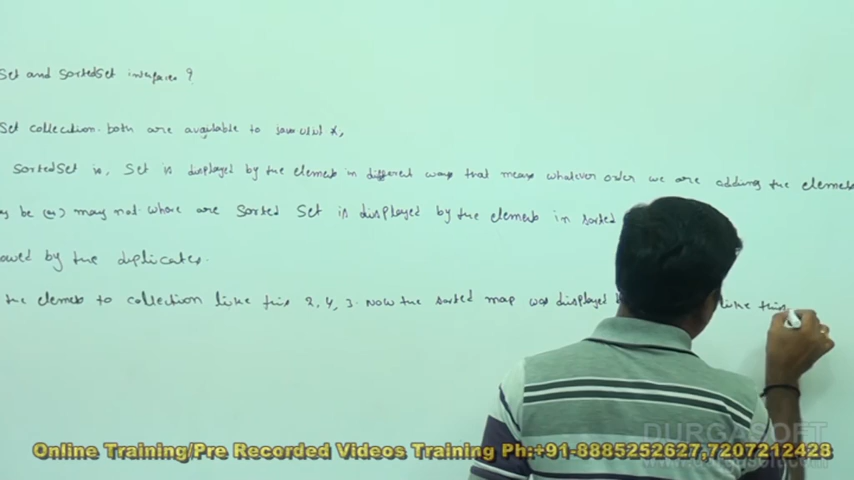 Set and SortedSet interfaces ?
Set collection. both are available to java.util *,
SortedSet is, Set is displayed by the elements in different ways that means whatever order we are adding the elements
may be (or) may not. whare are Sorted Set is displayed by the elements in sorted
owed by the duplicates.
the elements to collection like this 2, 4, 3. Now the sorted map was displayed like this
DURGASOFT
Online Training/Pre Recorded Videos Training Ph:+91-8885252627,7207212428